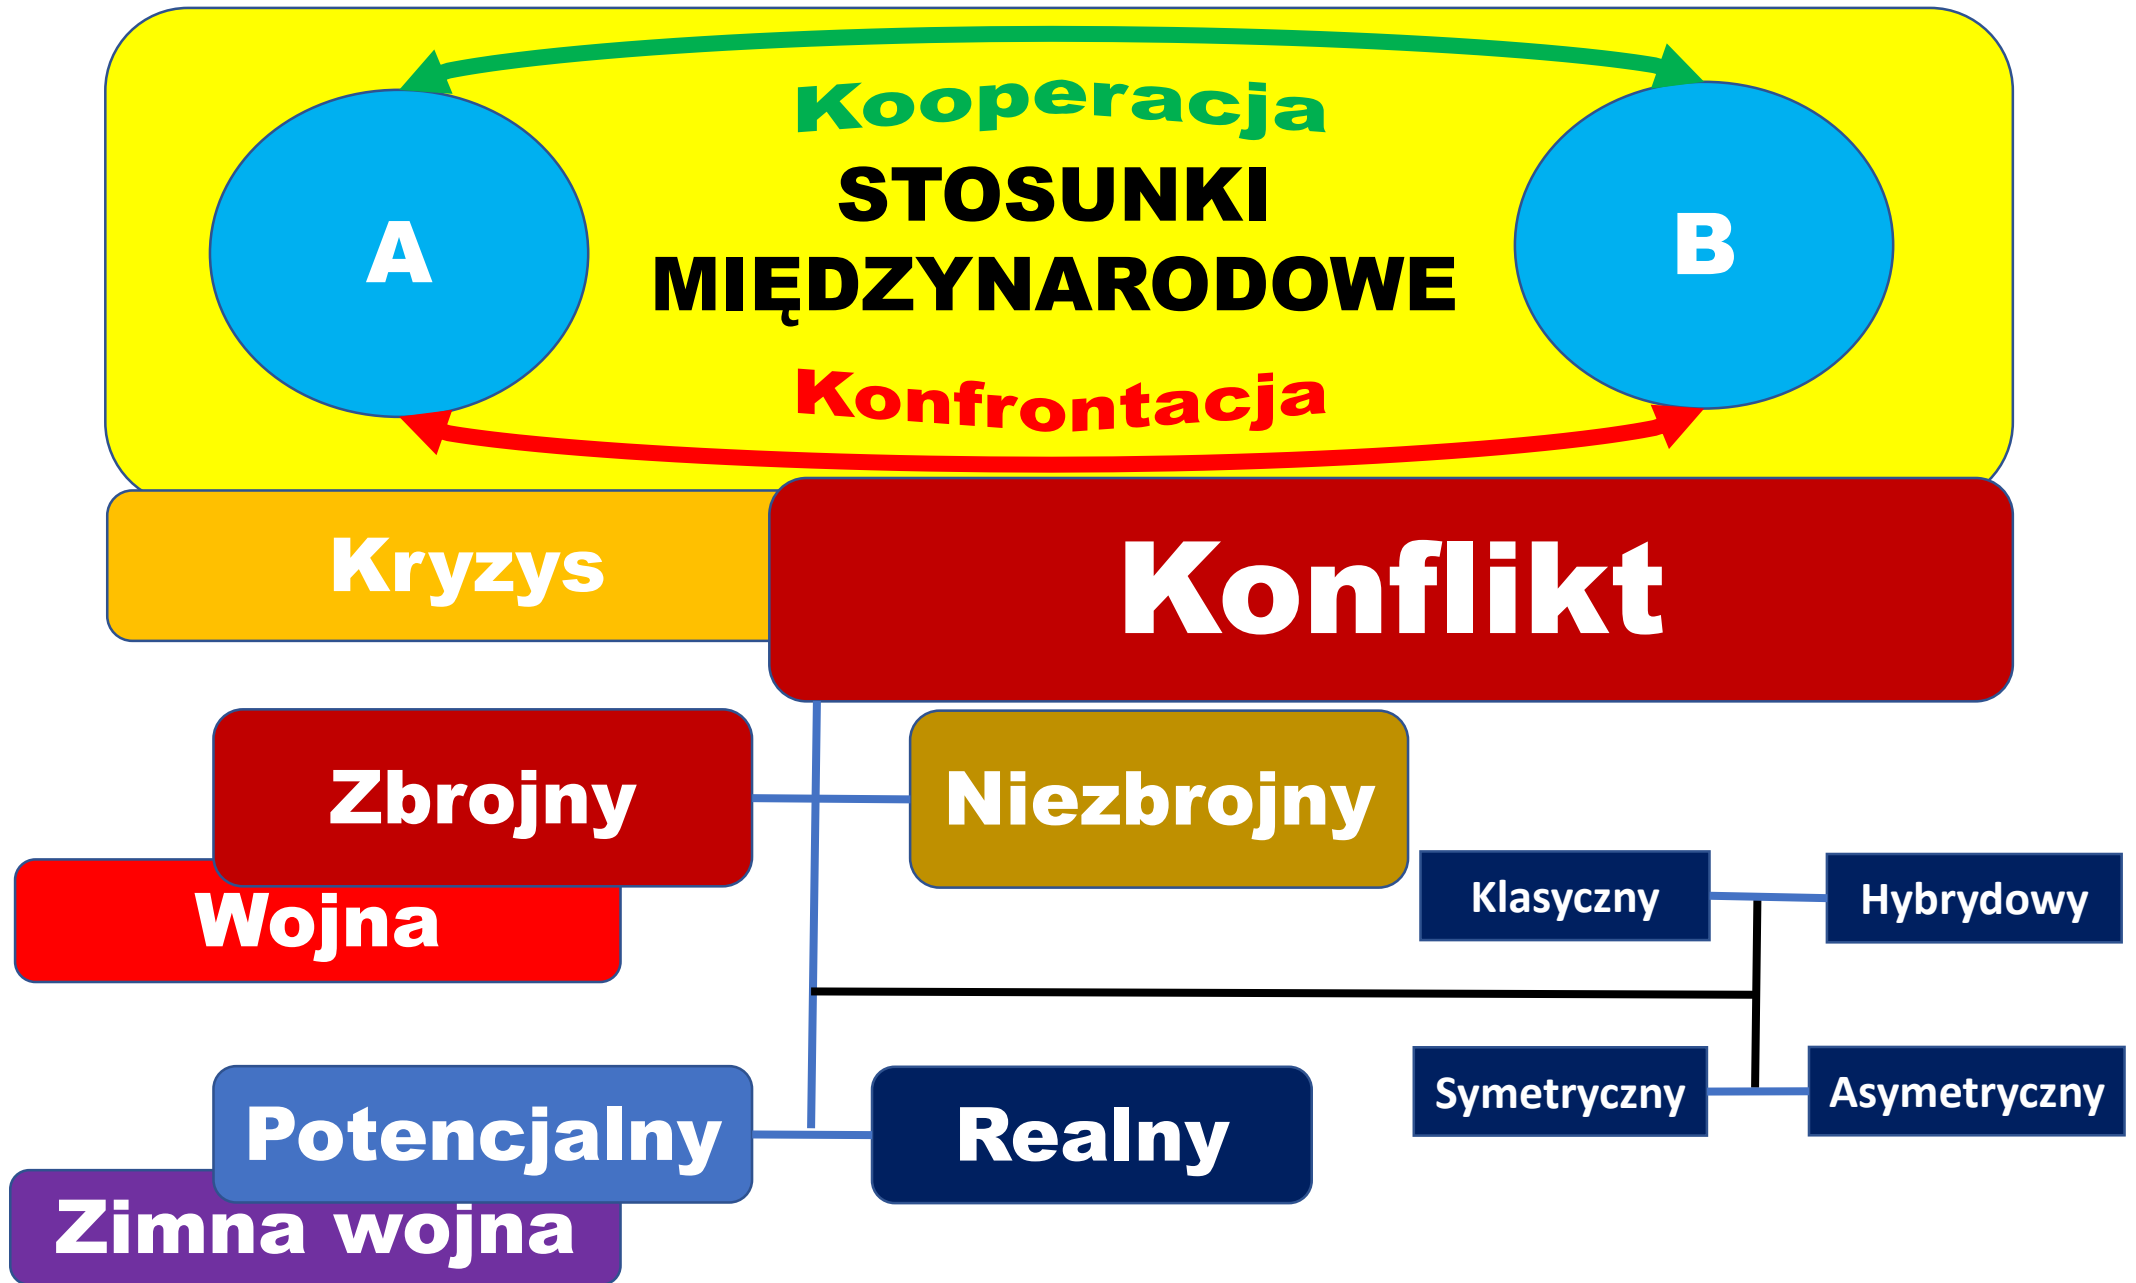 Kooperacja
A
STOSUNKI
MIĘDZYNARODOWE
B
Konfrontacja
Kryzys
Konflikt
Zbrojny
Niezbrojny
Wojna
Klasyczny
Hybrydowy
Symetryczny
Asymetryczny
Potencjalny
Realny
Zimna wojna